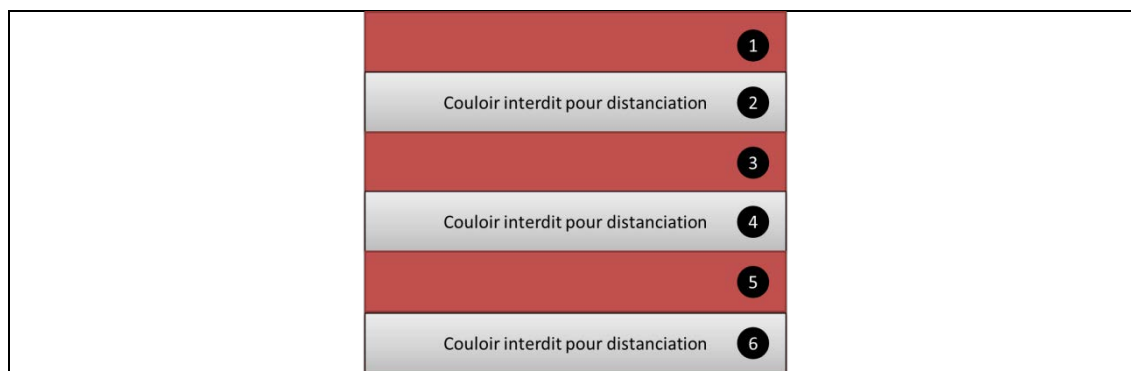 1
Couloir interdit pour distanciation 2
3
Couloir interdit pour distanciation 4
5
Couloir interdit pour distanciation 6